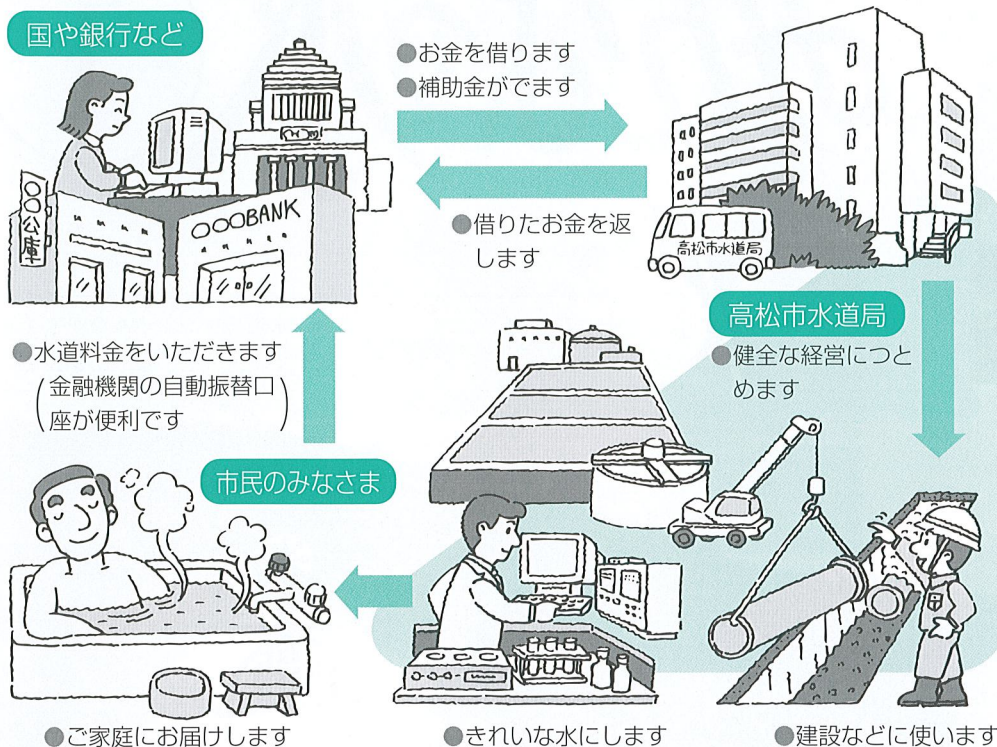 国や銀行など
●お金を借ります
●補助金がでます
●借りたお金を返
します
○○公庫
○○○BANK
高松市水道局
高松市水道局
●健全な経営につと
めます
●水道料金をいただきます
(金融機関の自動振替口
座が便利です)
市民のみなさま
●ご家庭にお届けします
●きれいな水にします
●建設などに使います